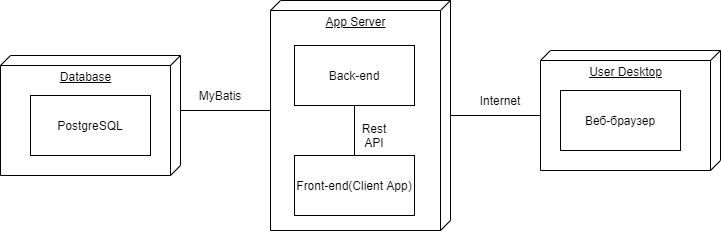 App Server
Database
User Desktop
Back-end
PostgreSQL
MyBatis
Internet
Веб-браузер
Rest
API
Front-end(Client App)